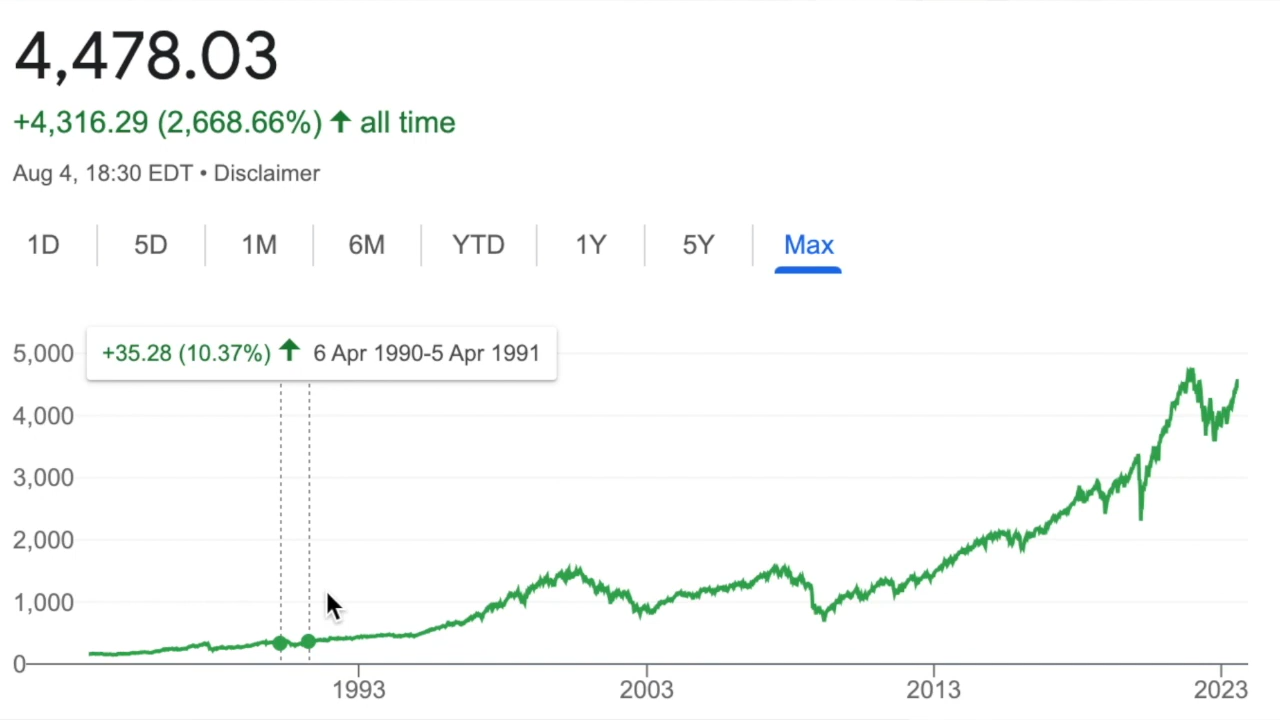 4,478.03
+4,316.29 (2,668.66%) ↑ all time
Aug 4, 18:30 EDT • Disclaimer
1D 5D 1M 6M YTD 1Y 5Y Max
+35.28 (10.37%) ↑ 6 Apr 1990-5 Apr 1991
5,000
4,000
3,000
2,000
1,000
0
1993 2003 2013 2023